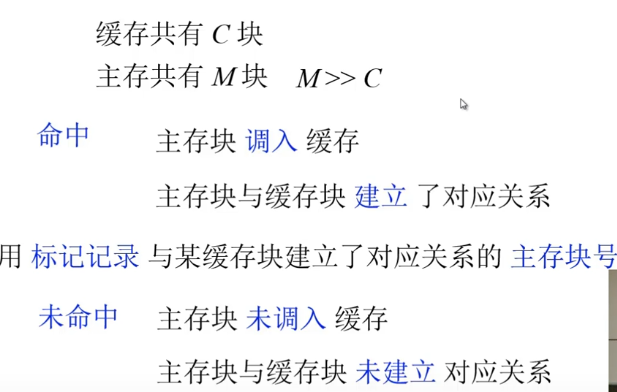 缓存共有 C 块
主存共有 M 块 M >> C
命中 主存块 调入 缓存
主存块与缓存块 建立 了对应关系
用 标记记录 与某缓存块建立了对应关系的 主存块号
未命中 主存块 未调入 缓存
主存块与缓存块 未建立 对应关系